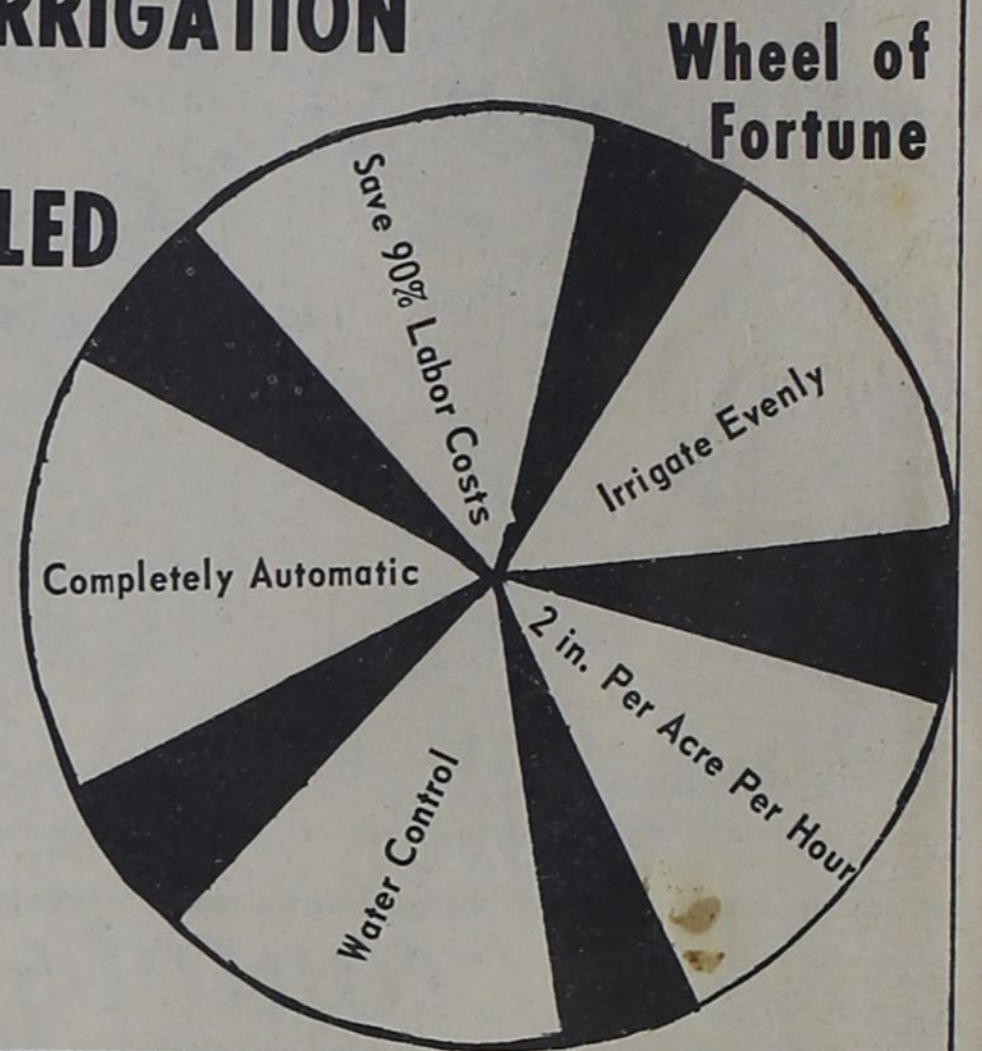 RRIGATION
Wheel of
Fortune
LED
Save 90% Labor Costs
Irrigate Evenly
Completely Automatic
2 in. Per Acre Per Hour
Water Control